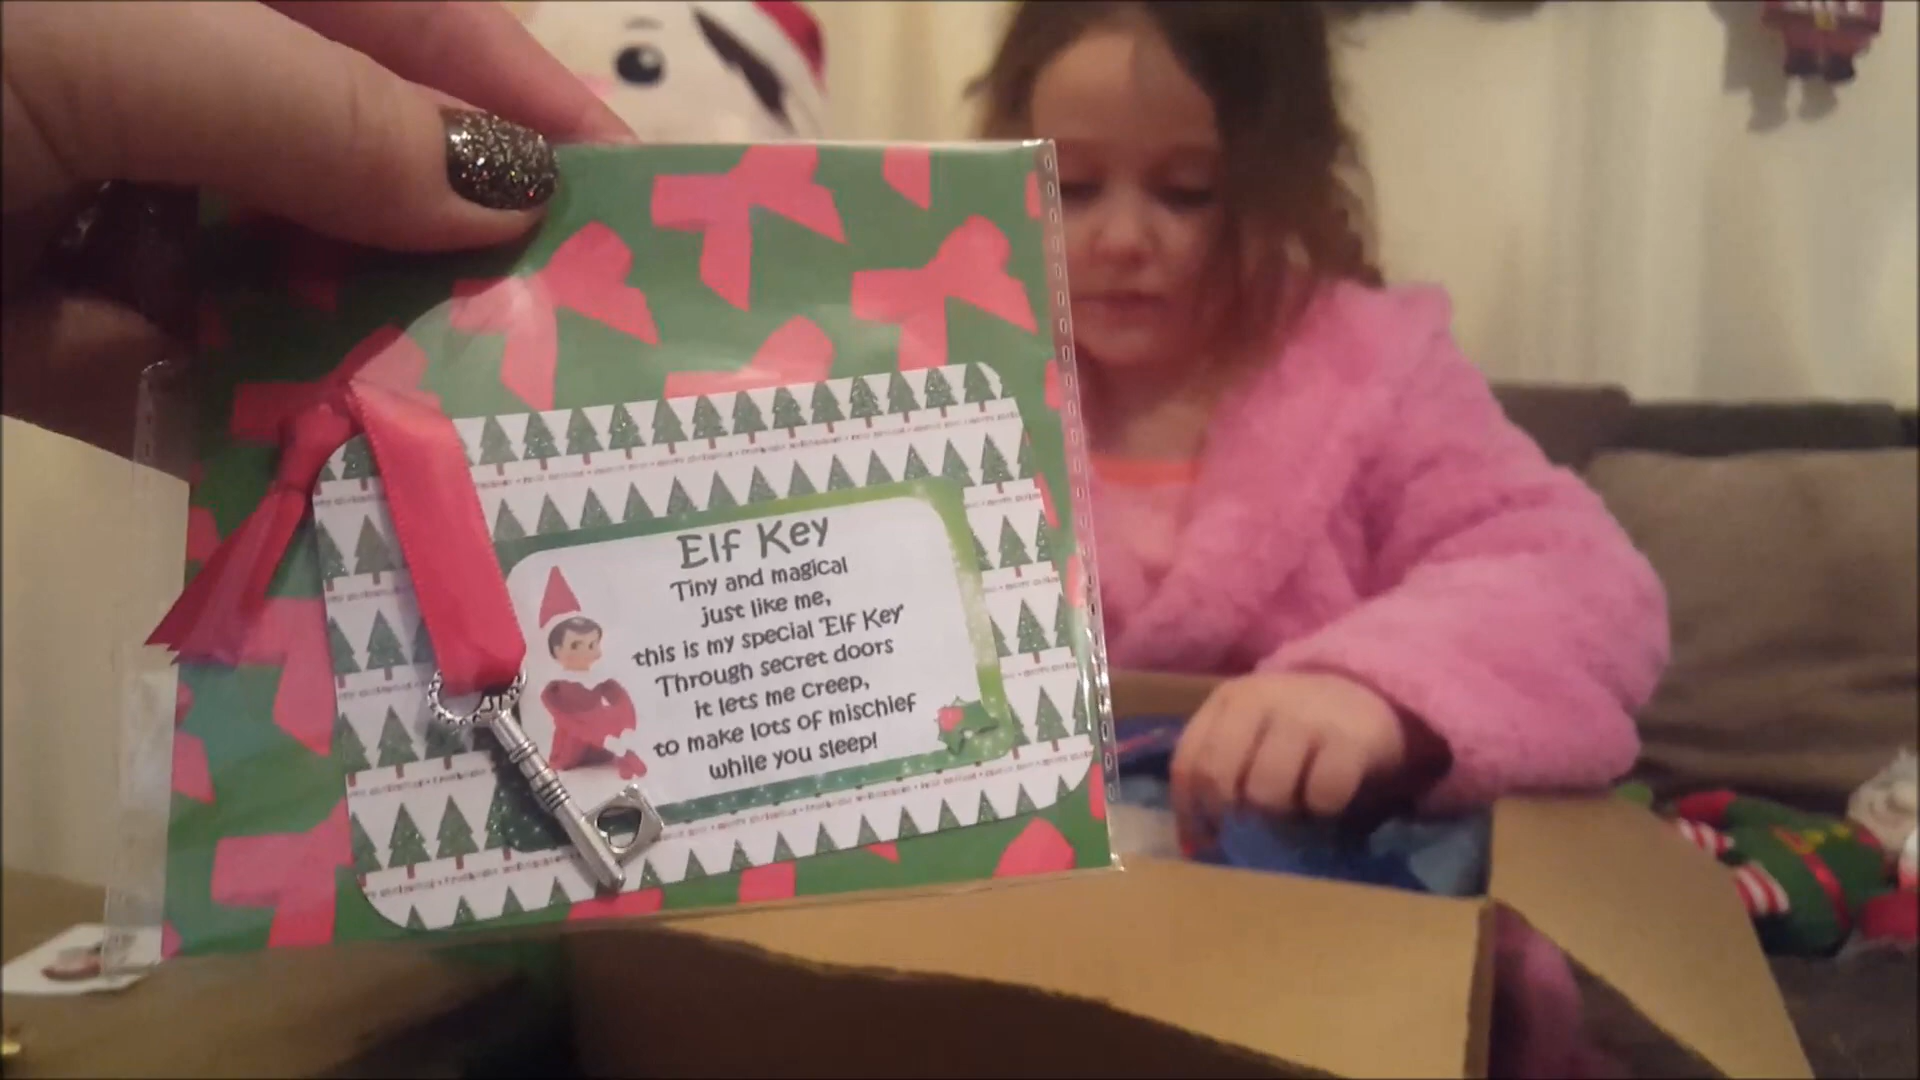 Elf Key
Tiny and magical
just like me,
this is my special 'Elf Key'
Through secret doors
it lets me creep,
to make lots of mischief
while you sleep!